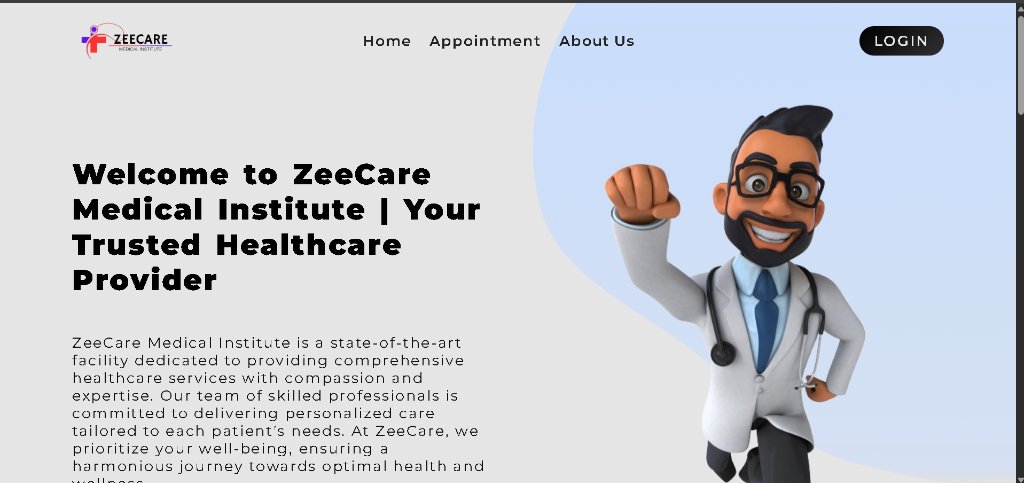 ZEECARE
MEDICAL INSTITUTE
Home Appointment About Us
LOGIN
Welcome to ZeeCare
Medical Institute | Your
Trusted Healthcare
Provider
ZeeCare Medical Institute is a state-of-the-art
facility dedicated to providing comprehensive
healthcare services with compassion and
expertise. Our team of skilled professionals is
committed to delivering personalized care
tailored to each patient's needs. At ZeeCare, we
prioritize your well-being, ensuring a
harmonious journey towards optimal health and
wellness.